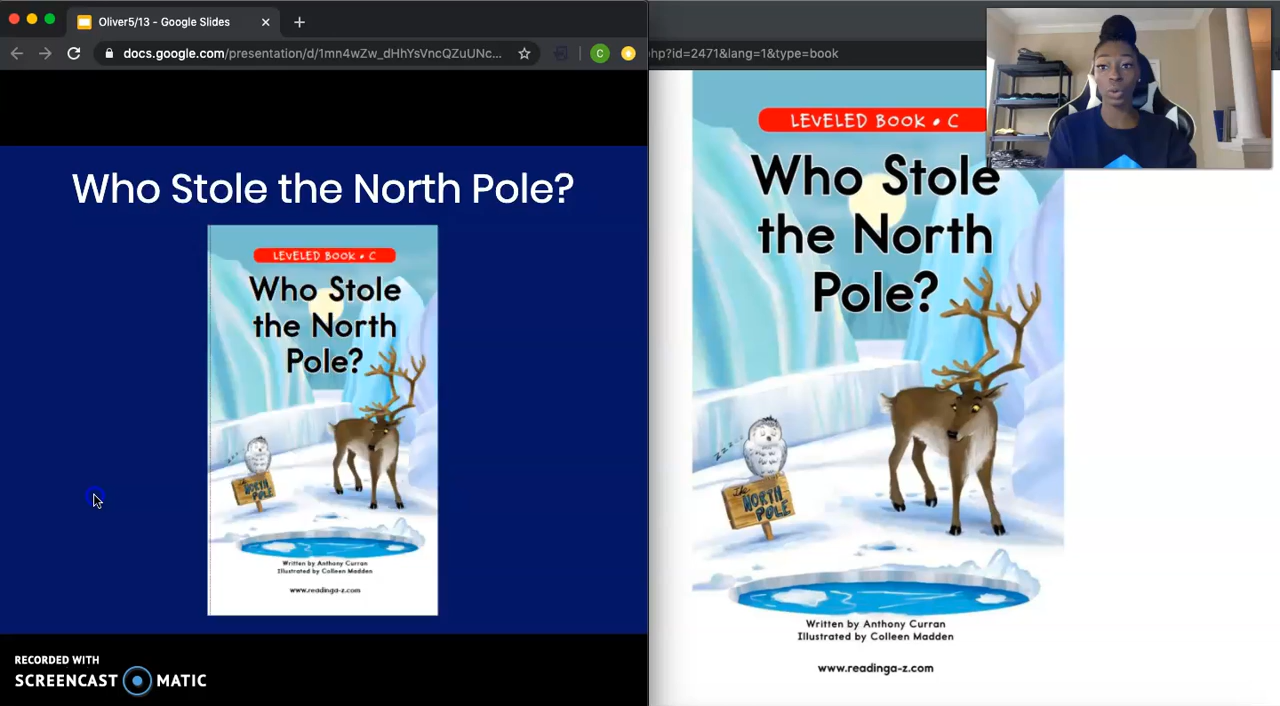 Oliver5/13 - Google Slides
docs.google.com/presentation/d/1mn4wZw_dHhYsVncQZuUNc...
C
Who Stole the North Pole?
LEVELED BOOK • C
Who Stole
the North
Pole?
zzzz
the
NORTH
POLE
Written by Anthony Curran
Illustrated by Colleen Madden
www.readinga-z.com
RECORDED WITH
SCREENCAST MATIC
hp?id=2471&lang=1&type=book
LEVELED BOOK • C
Who Stole
the North
Pole?
zzzz
the
NORTH
POLE
Written by Anthony Curran
Illustrated by Colleen Madden
www.readinga-z.com